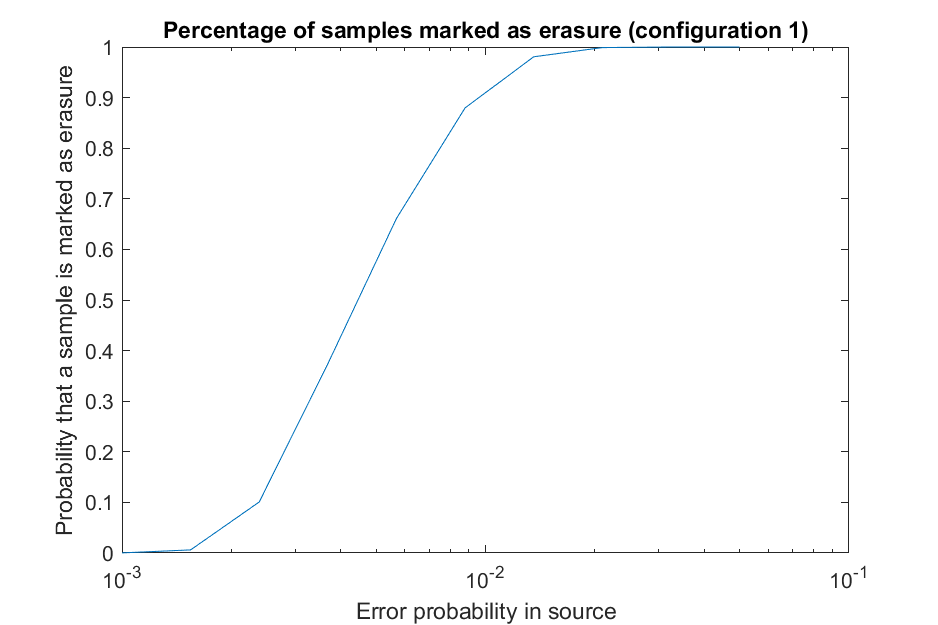 Percentage of samples marked as erasure (configuration 1)
Probability that a sample is marked as erasure
1
0.9
0.8
0.7
0.6
0.5
0.4
0.3
0.2
0.1
0
10^-3 10^-2 10^-1
Error probability in source